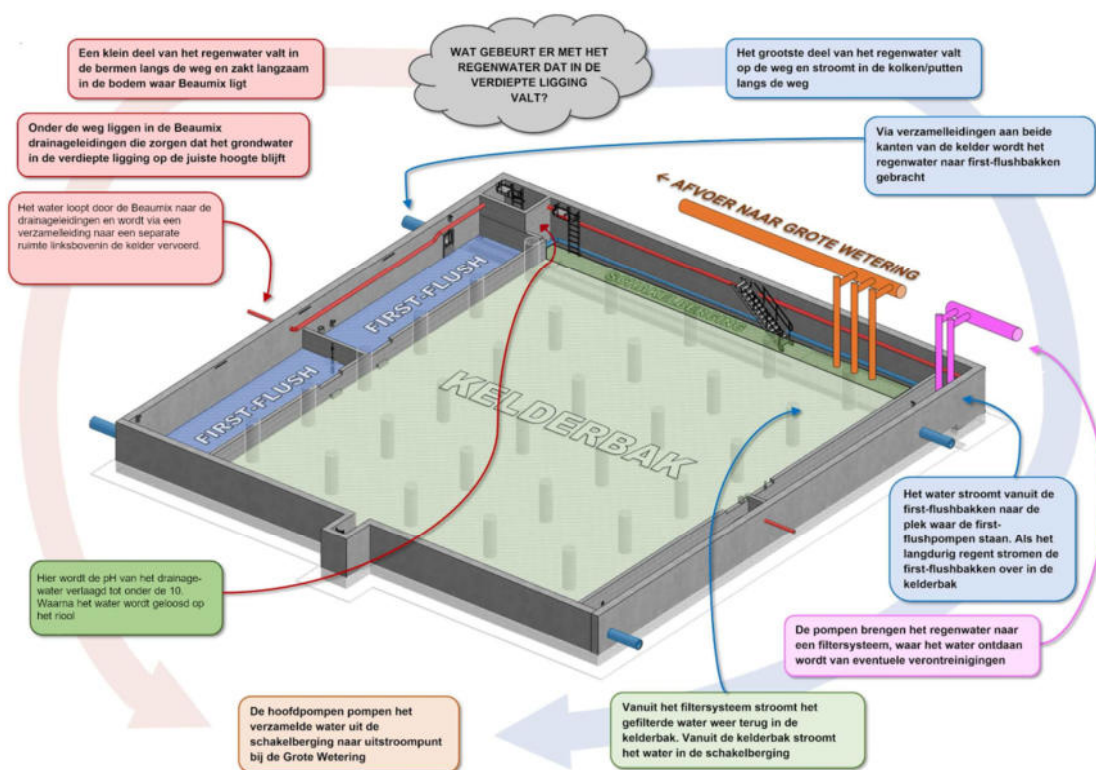 WAT GEBEURT ER MET HET
REGENWATER DAT IN DE
VERDIEPTE LIGGING
VALT?
Een klein deel van het regenwater valt in
de bermen langs de weg en zakt langzaam
in de bodem waar Beaumix ligt
Onder de weg liggen in de Beaumix
drainageleidingen die zorgen dat het grondwater
in de verdiepte ligging op de juiste hoogte blijft
Het water loopt door de Beaumix naar de
drainageleidingen en wordt via een
verzamelleiding naar een separate
ruimte linksbovenin de kelder vervoerd.
Hier wordt de pH van het drainage-
water verlaagd tot onder de 10.
Waarna het water wordt geloosd op
het riool
Het grootste deel van het regenwater valt
op de weg en stroomt in de kolken/putten
langs de weg
Via verzamelleidingen aan beide
kanten van de kelder wordt het
regenwater naar first-flushbakken
gebracht
← AFVOER NAAR GROTE WETERING
FIRST-FLUSH
FIRST-FLUSH
SCHAKELBERGING
KELDERBAK
Het water stroomt vanuit de
first-flushbakken naar de
plek waar de first-
flushpompen staan. Als het
langdurig regent stromen de
first-flushbakken over in de
kelderbak
De pompen brengen het regenwater naar
een filtersysteem, waar het water ontdaan
wordt van eventuele verontreinigingen
Vanuit het filtersysteem stroomt het
gefilterde water weer terug in de
kelderbak. Vanuit de kelderbak stroomt
het water in de schakelberging
De hoofdpompen pompen het
verzamelde water uit de
schakelberging naar uitstroompunt
bij de Grote Wetering